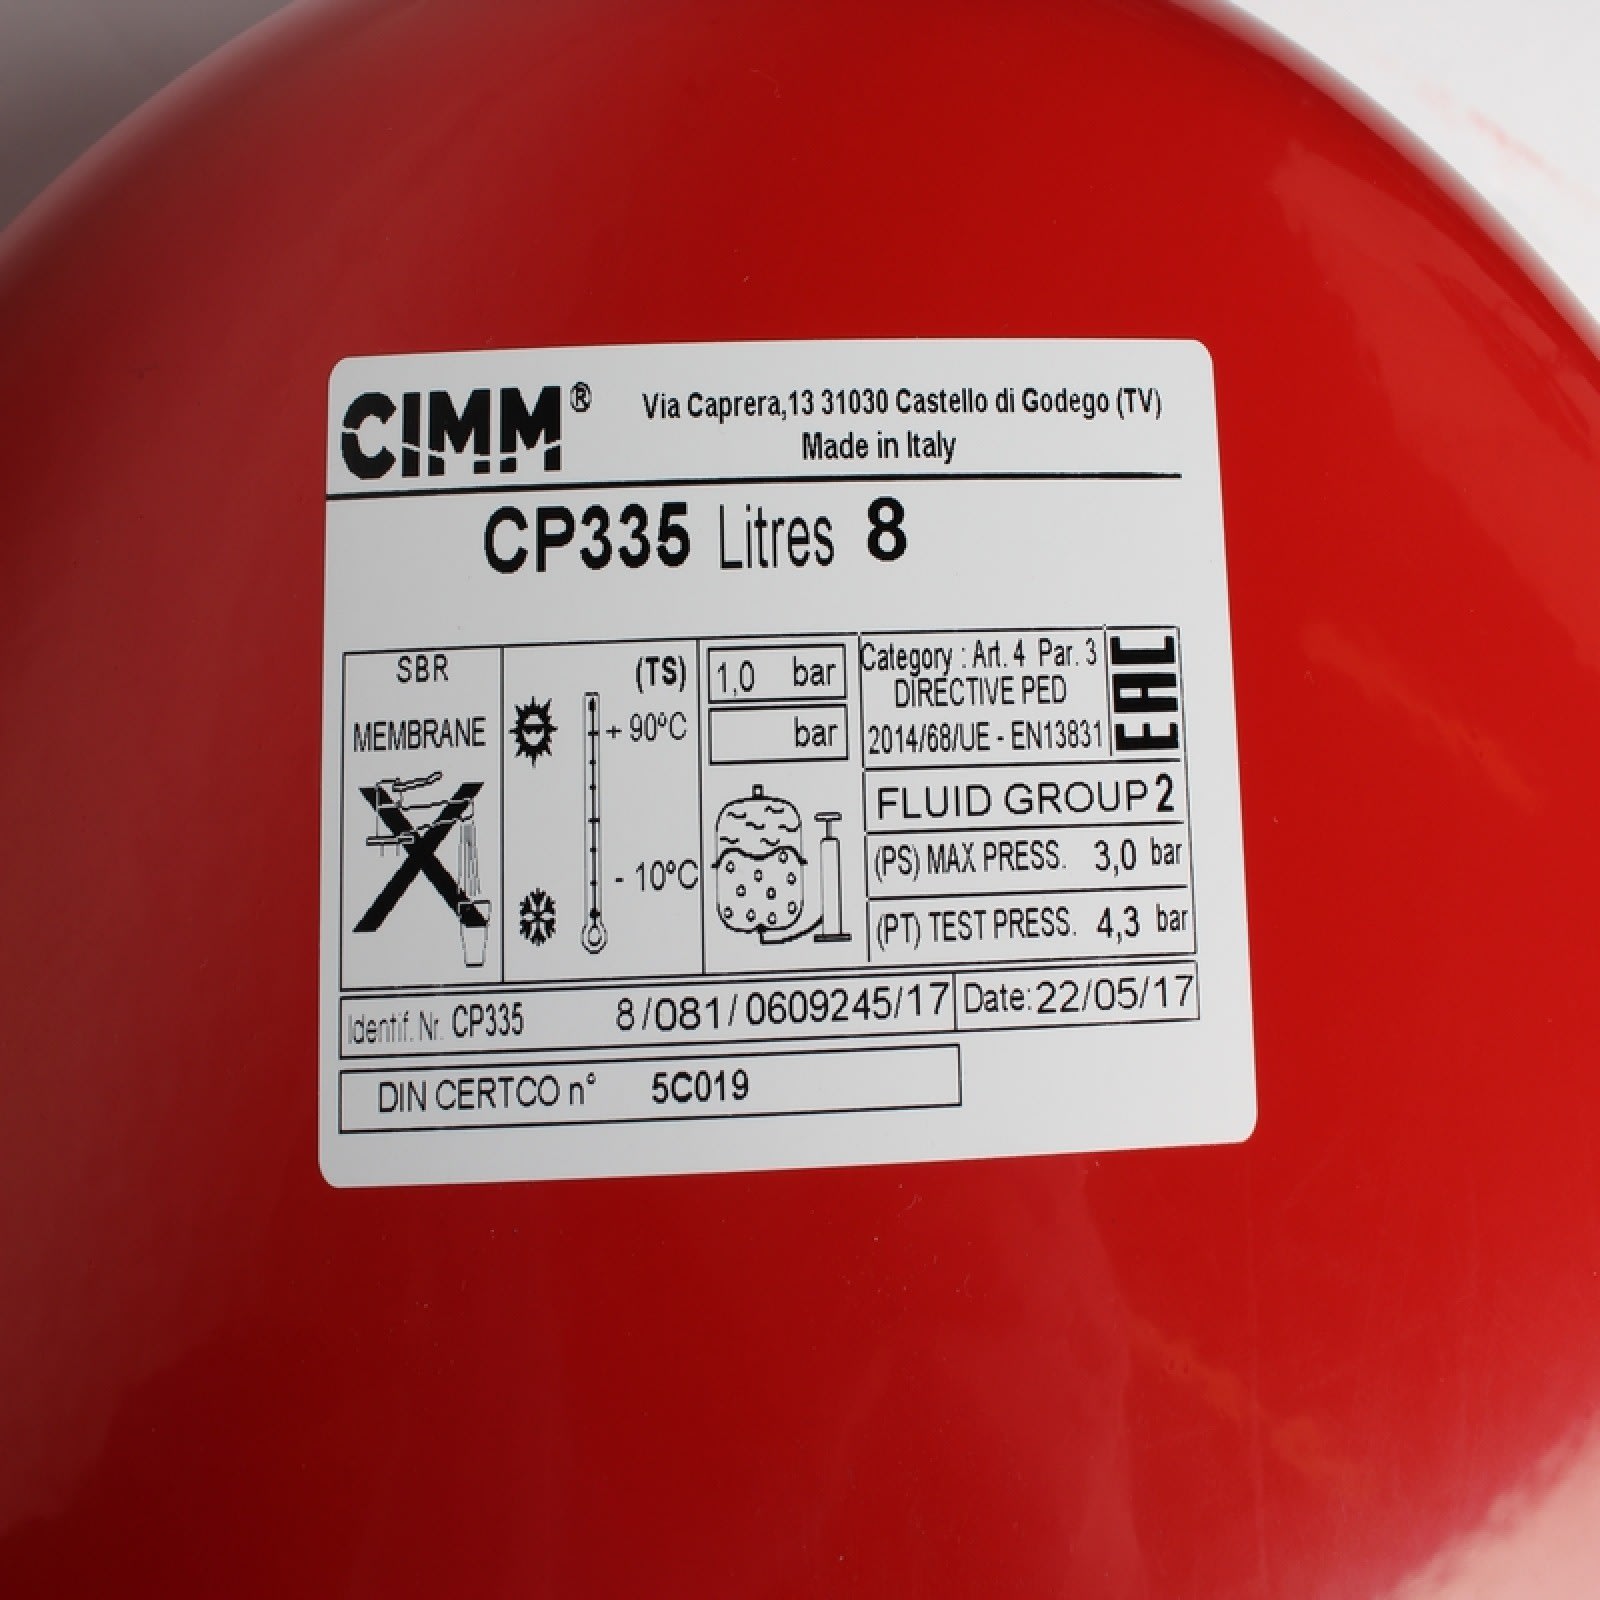 CIMM®
Via Caprera,13 31030 Castello di Godego (TV)
Made in Italy
CP335 Litres 8
SBR
MEMBRANE
(TS)
+ 90ºC
- 10ºC
1,0 bar
bar
Category : Art. 4 Par. 3
DIRECTIVE PED
2014/68/UE - EN13831
EAC
FLUID GROUP 2
(PS) MAX PRESS. 3,0 bar
(PT) TEST PRESS. 4,3 bar
Identif. Nr. CP335 8/081/0609245/17 Date: 22/05/17
DIN CERTCO n° 5C019